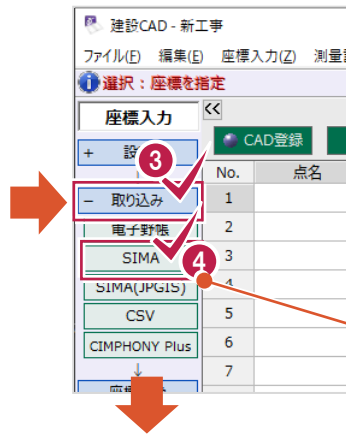 建設CAD - 新工事
ファイル(F) 編集(E) 座標入力(Z) 測量
選択：座標を指定
座標入力
<<
CAD登録
+ 設
3
No. 点名
− 取り込み
1
電子野帳
2
SIMA
3
4
SIMA(JPGIS)
4
CSV
5
CIMPHONY Plus
6
↓
7